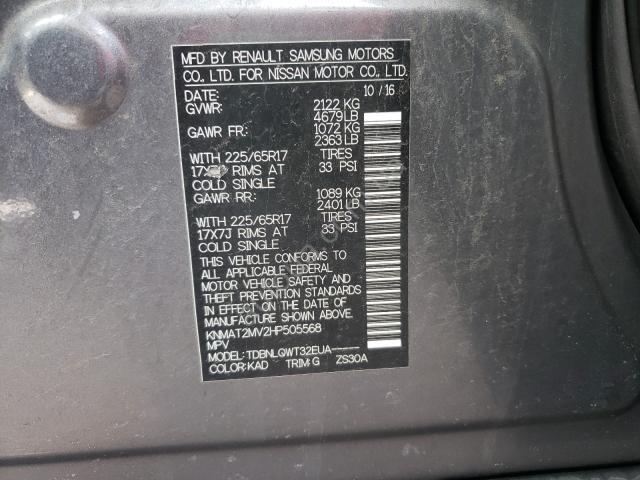 MFD BY RENAULT SAMSUNG MOTORS
CO., LTD. FOR NISSAN MOTOR CO., LTD.
DATE: 10 / 16
GVWR: 2122 KG
4679 LB
GAWR FR: 1072 KG
2363 LB
WITH 225/65R17 TIRES
RIMS AT 33 PSI
COLD SINGLE
GAWR RR: 1089 KG
2401 LB
WITH 225/65R17 TIRES
17X7J RIMS AT 33 PSI
COLD SINGLE
THIS VEHICLE CONFORMS TO
ALL APPLICABLE FEDERAL
MOTOR VEHICLE SAFETY AND
THEFT PREVENTION STANDARDS
IN EFFECT ON THE DATE OF
MANUFACTURE SHOWN ABOVE.
KNMAT2MV2HP505568
MPV
MODEL: TDBNLQWT32EUA-----
COLOR: KAD TRIM: G ZS30A